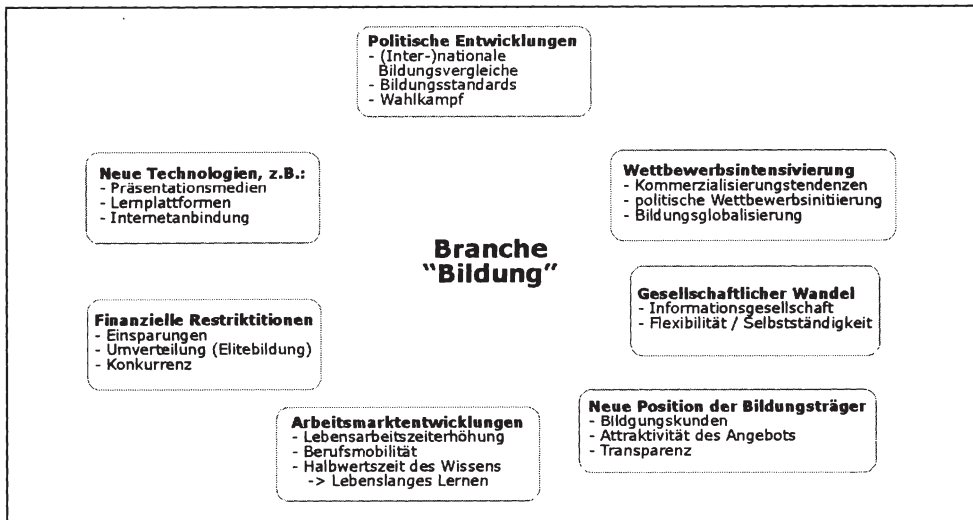 Politische Entwicklungen
- (Inter-)nationale
Bildungsvergleiche
- Bildungsstandards
- Wahlkampf
Neue Technologien, z.B.:
- Präsentationsmedien
- Lernplattformen
- Internetanbindung
Wettbewerbsintensivierung
- Kommerzialisierungstendenzen
- politische Wettbewerbsinitiierung
- Bildungsglobalisierung
Branche
"Bildung"
Gesellschaftlicher Wandel
- Informationsgesellschaft
- Flexibilität / Selbstständigkeit
Finanzielle Restriktitionen
- Einsparungen
- Umverteilung (Elitebildung)
- Konkurrenz
Arbeitsmarktentwicklungen
- Lebensarbeitszeiterhöhung
- Berufsmobilität
- Halbwertszeit des Wissens
-> Lebenslanges Lernen
Neue Position der Bildungsträger
- Bildgungskunden
- Attraktivität des Angebots
- Transparenz